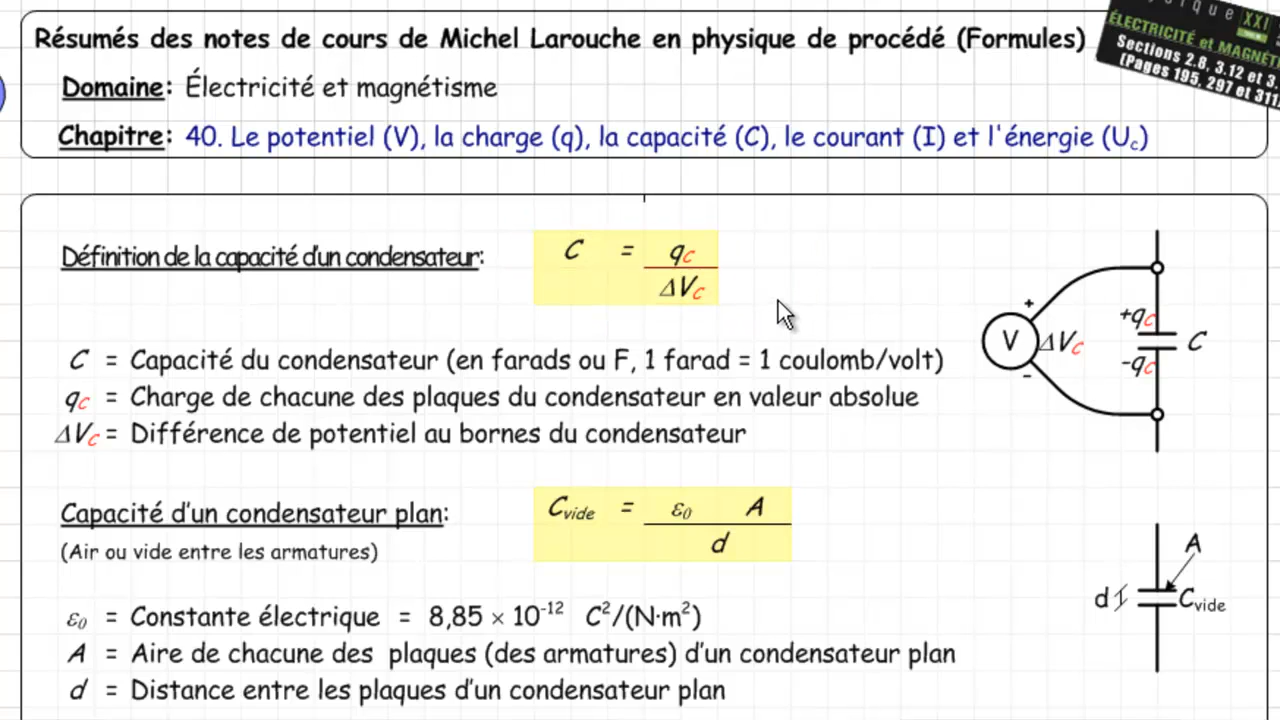 Résumés des notes de cours de Michel Larouche en physique de procédé (Formules)
Domaine: Électricité et magnétisme
Chapitre: 40. Le potentiel (V), la charge (q), la capacité (C), le courant (I) et l'énergie (Uc)
XXI
ÉLECTRICITÉ et
Sections 2.8, 3.12 et 3.
(Pages 195, 297 et 311
Définition de la capacité d'un condensateur:
C = qC
ΔVC
+
V ΔVC
-
+qC
-qC
C
C = Capacité du condensateur (en farads ou F, 1 farad = 1 coulomb/volt)
qC = Charge de chacune des plaques du condensateur en valeur absolue
ΔVC = Différence de potentiel au bornes du condensateur
Capacité d'un condensateur plan:
(Air ou vide entre les armatures)
Cvide = ε0 A
d
A
d
Cvide
ε0 = Constante électrique = 8,85 × 10-12 C2/(N·m2)
A = Aire de chacune des plaques (des armatures) d'un condensateur plan
d = Distance entre les plaques d'un condensateur plan